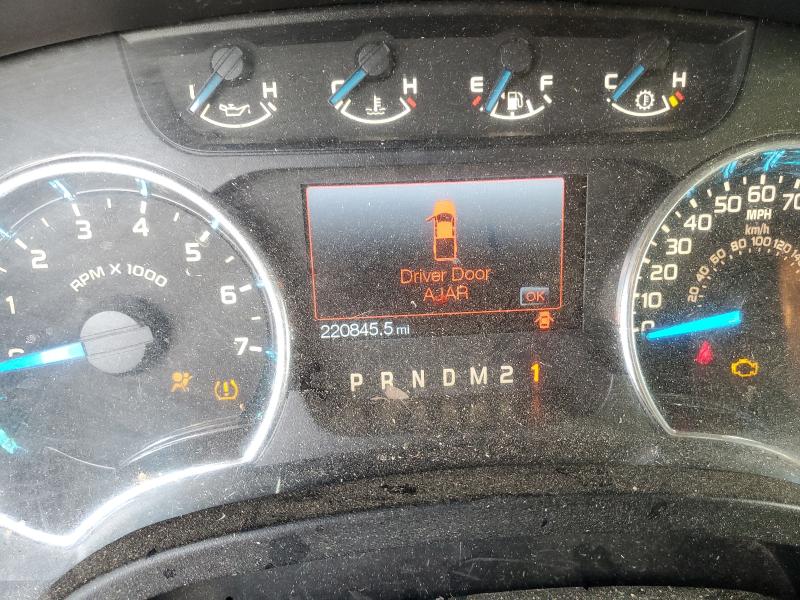 L H
C H
E F
C H
1 2 3 4 5 6 7
RPM X 1000
Driver Door
AJAR
OK
220845.5 mi
P R N D M 2 1
0 10 20 30 40 50 60 70
MPH
km/h
20 40 60 80 100 120